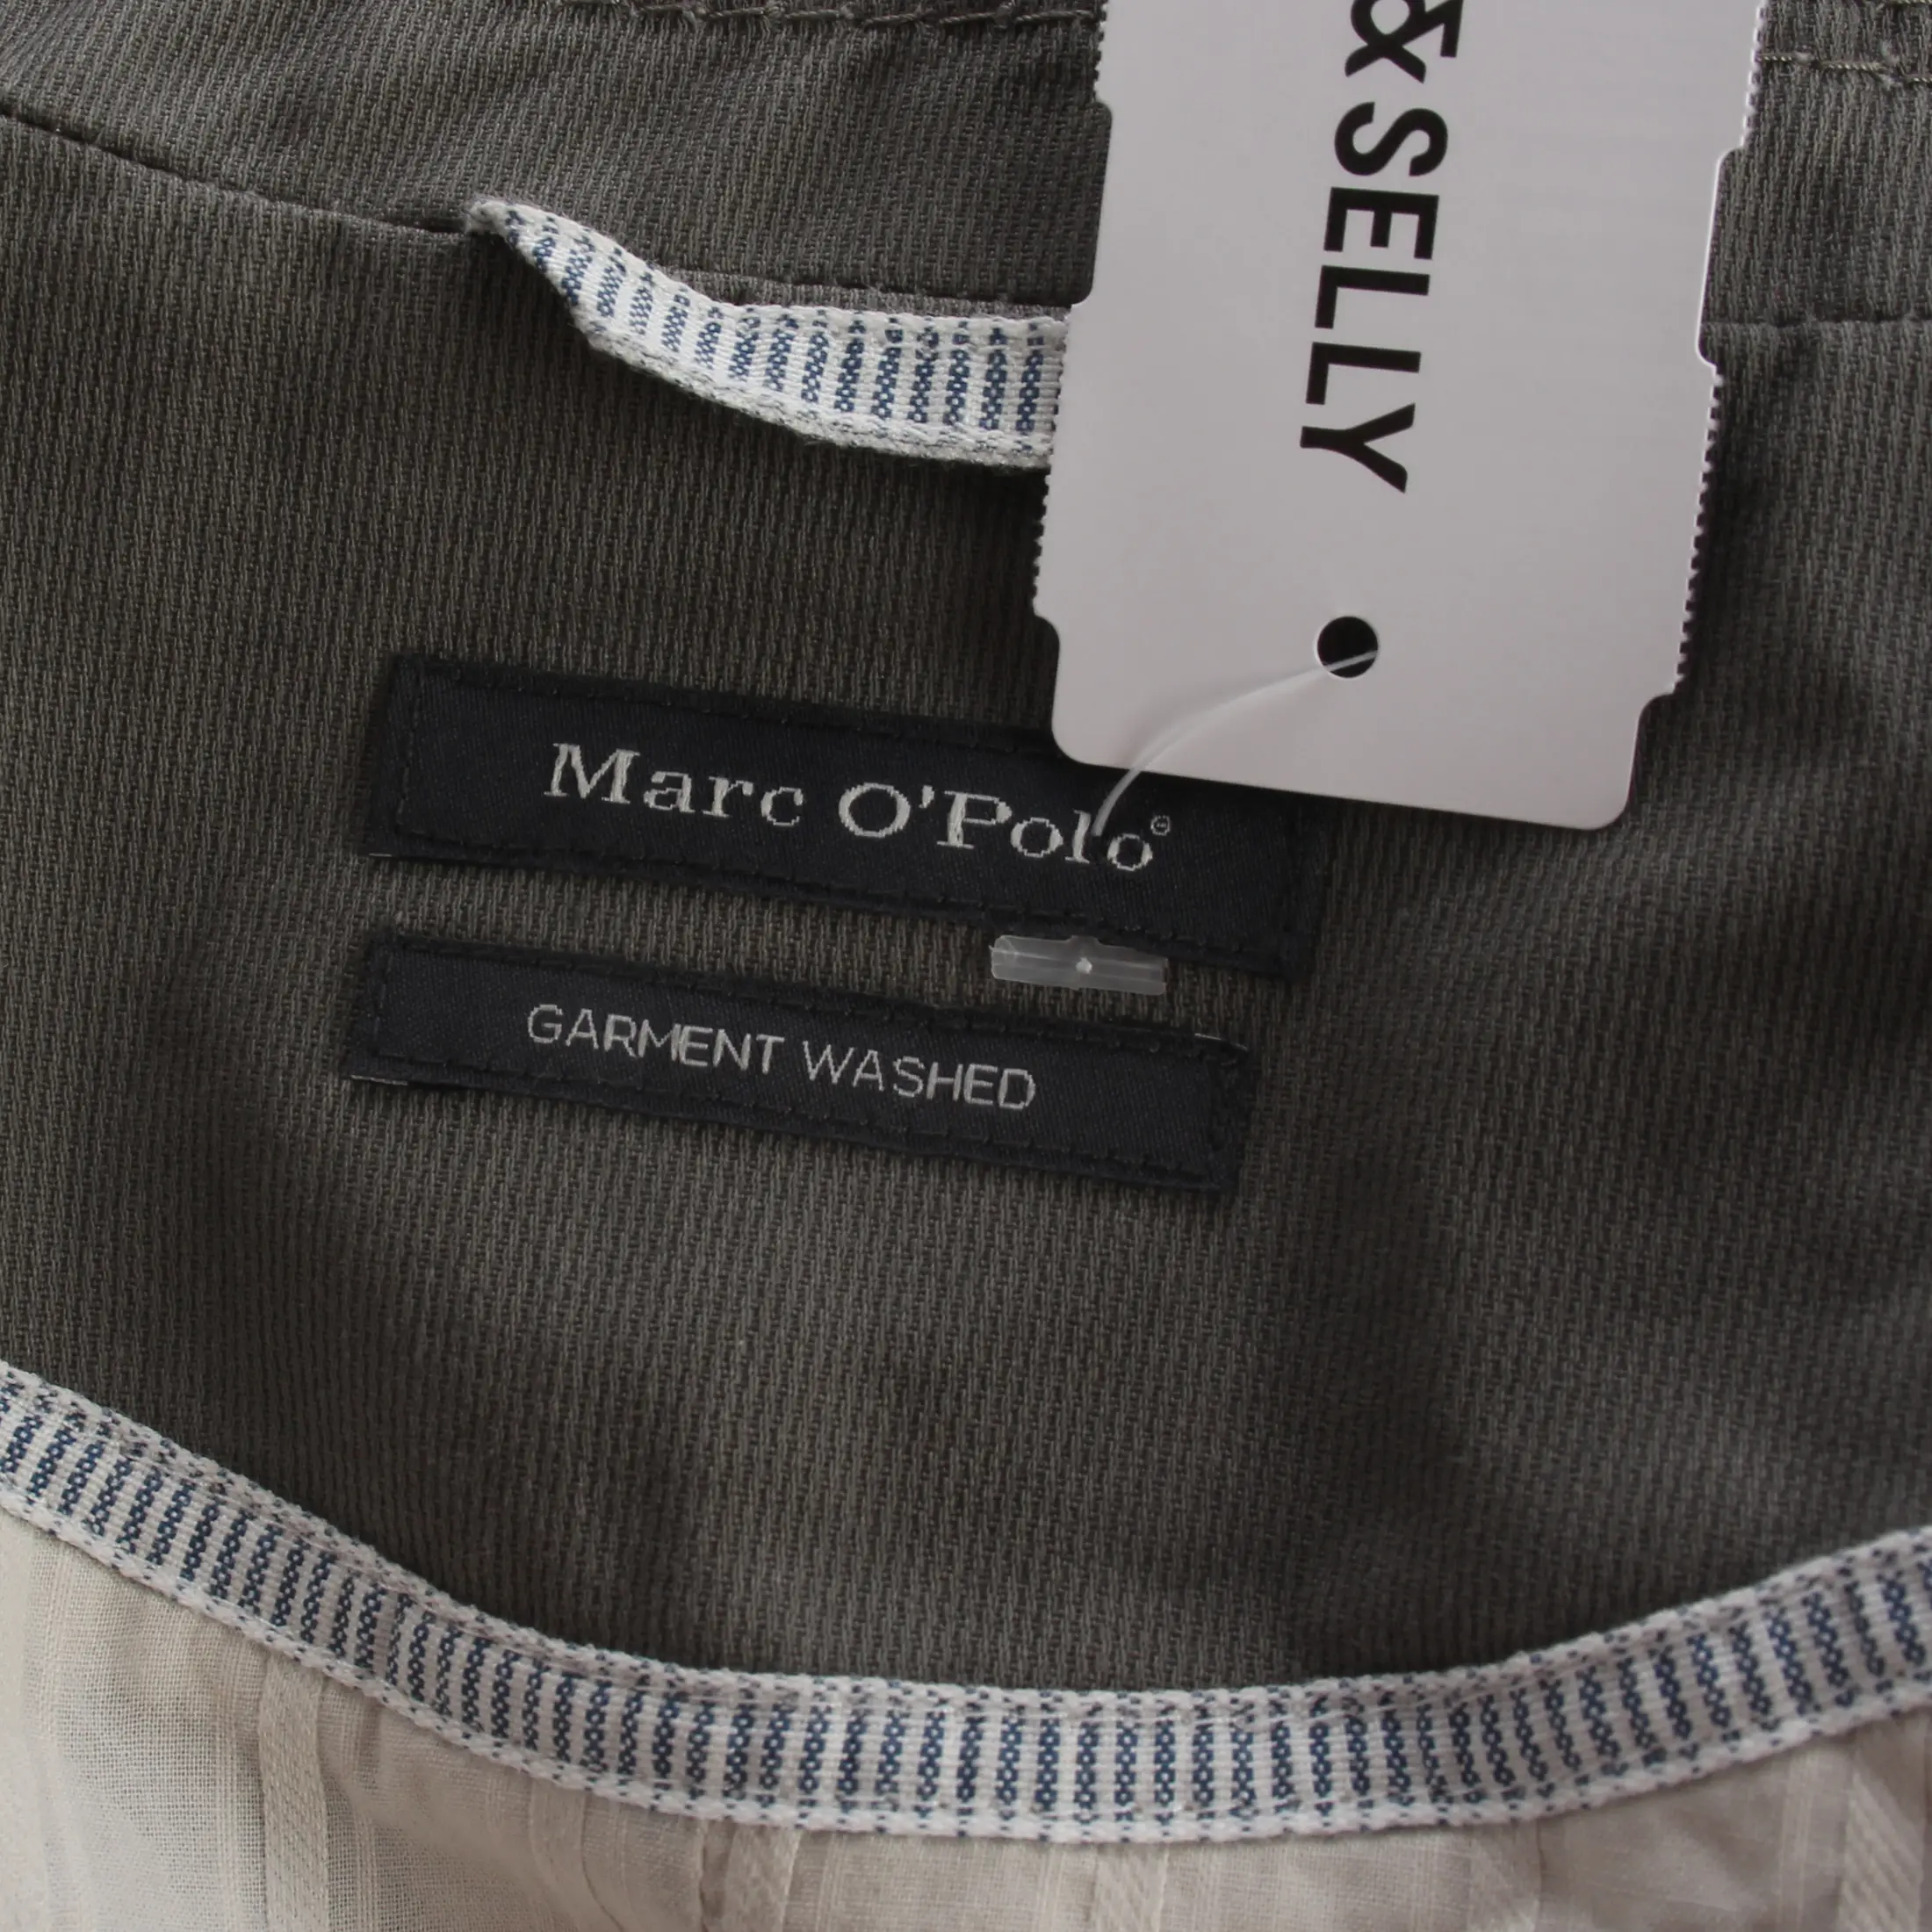 &SELLY
Marc O'Polo®
GARMENT WASHED